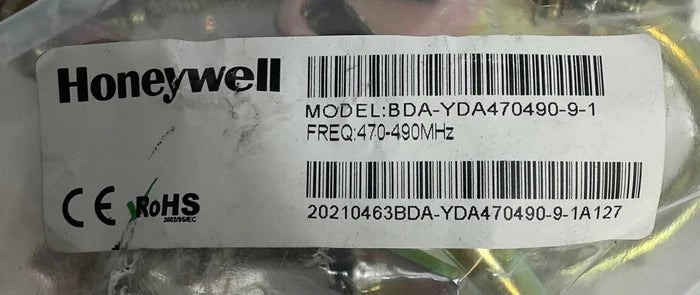 Honeywell
MODEL:BDA-YDA470490-9-1
FREQ:470-490MHz
CE RoHS
2002/95/EC
20210463BDA-YDA470490-9-1A127